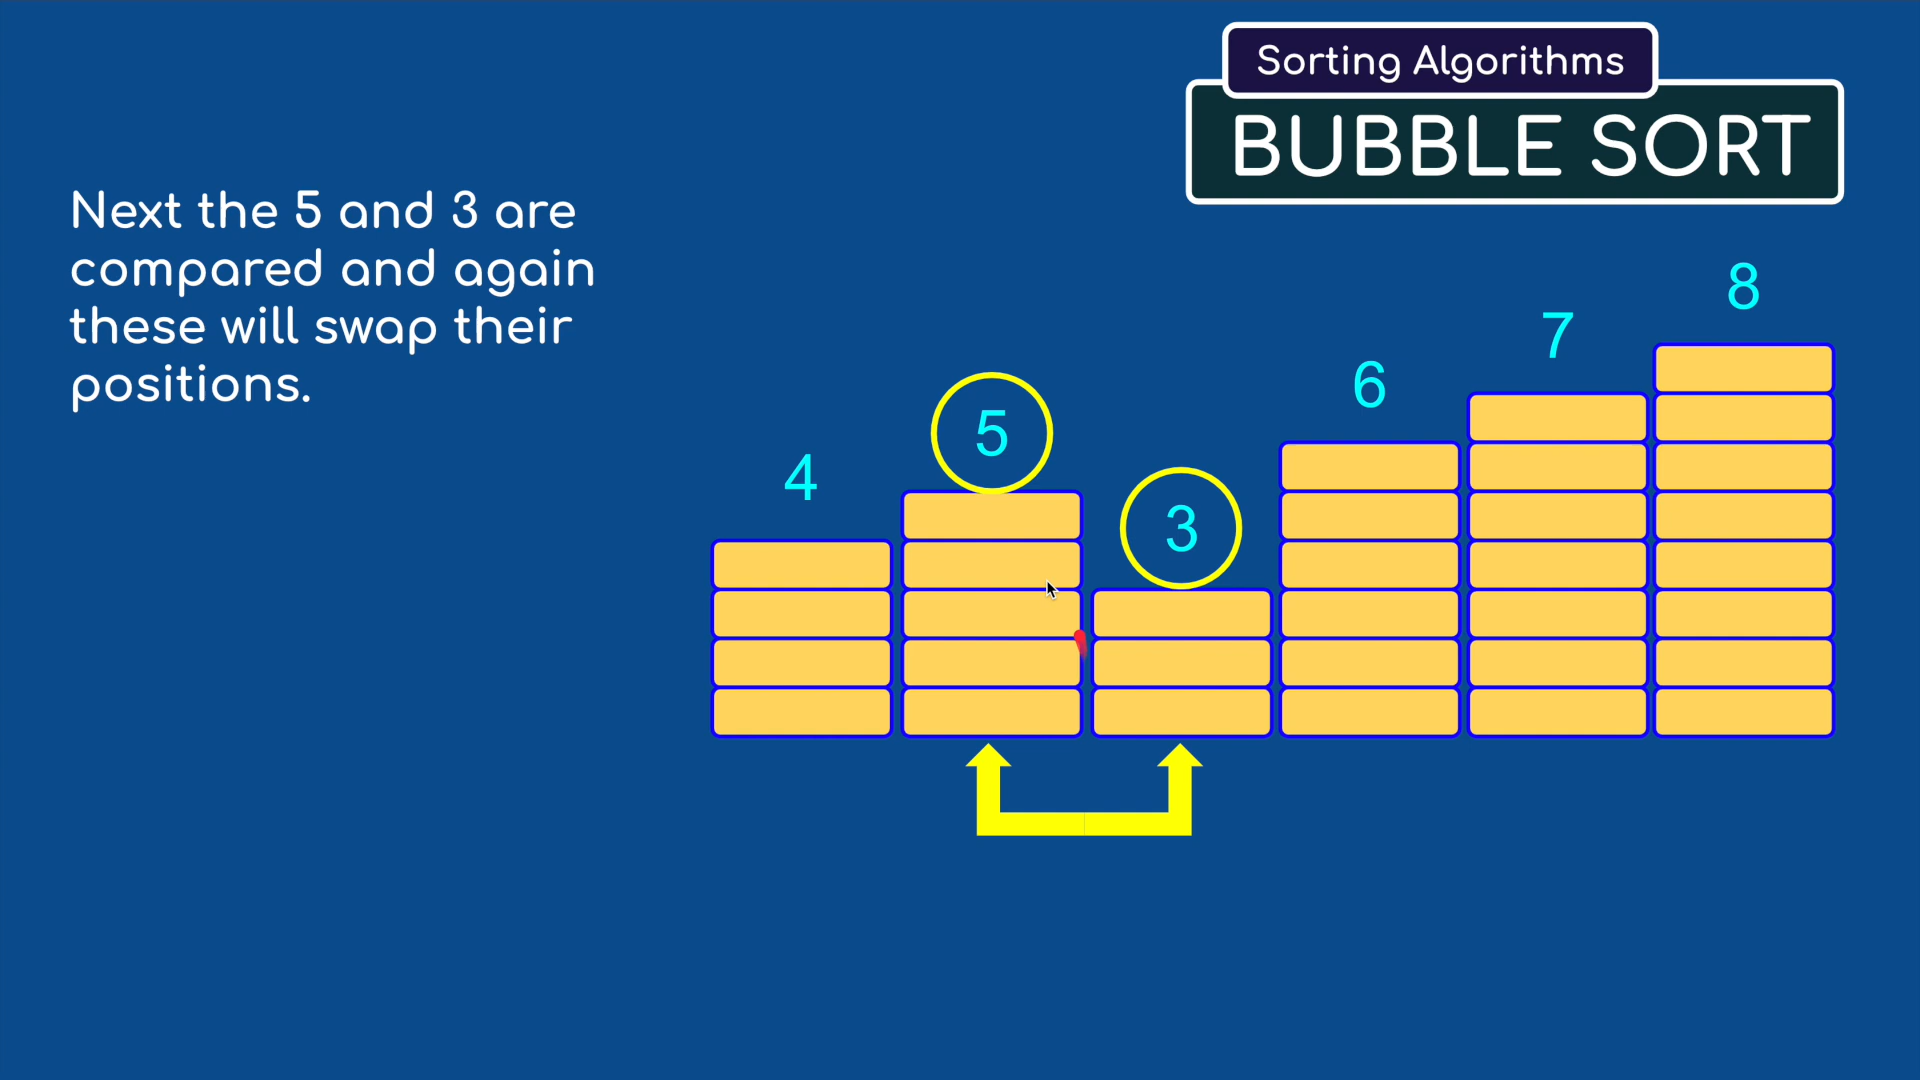 Sorting Algorithms
BUBBLE SORT
Next the 5 and 3 are
compared and again
these will swap their
positions.
4
5
3
6
7
8